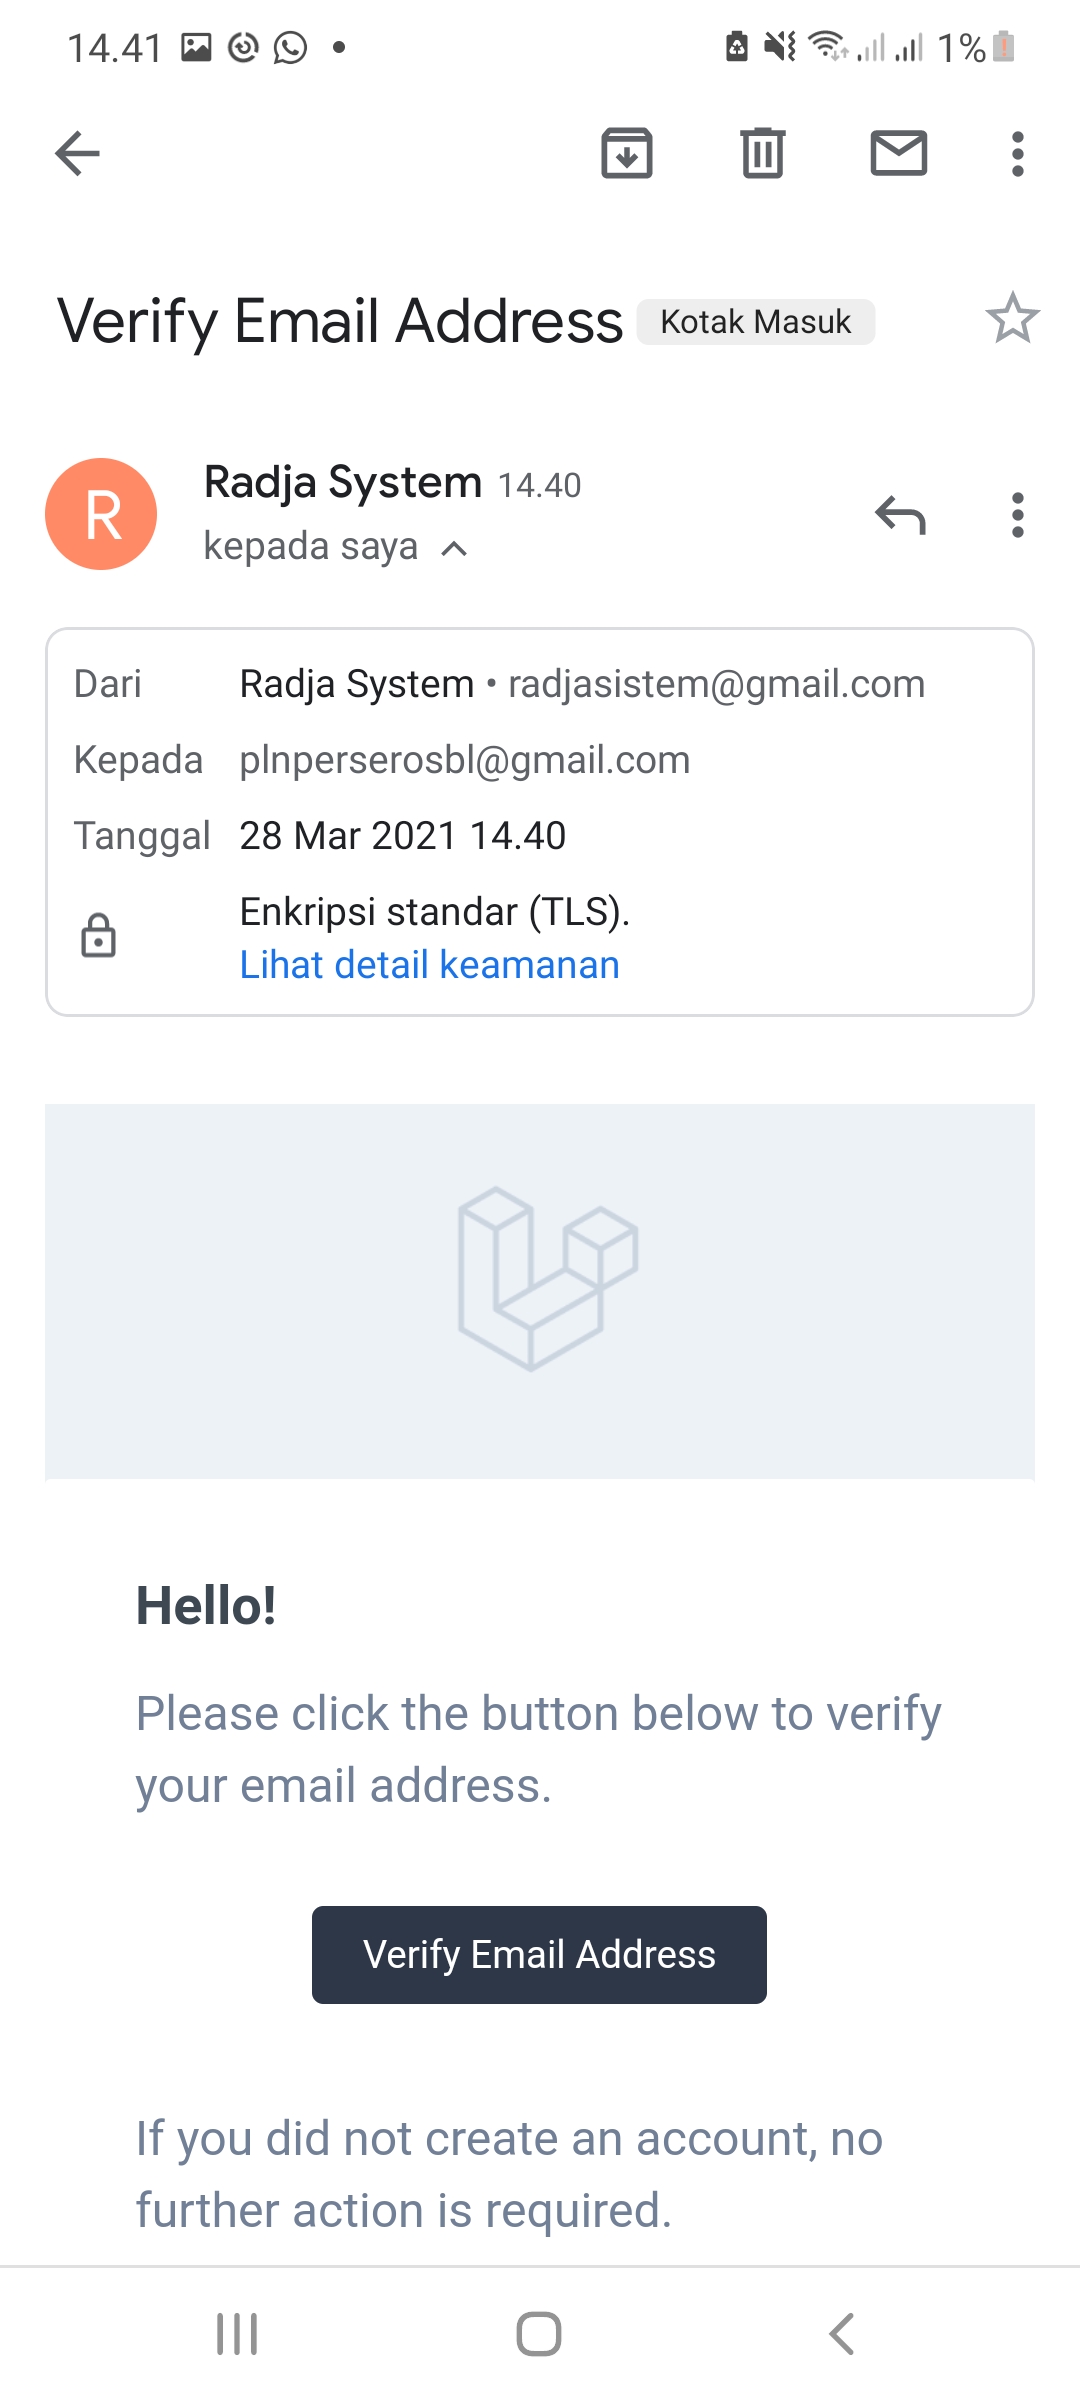 14.41
1%
Verify Email Address Kotak Masuk
R
Radja System 14.40
kepada saya
Dari Radja System • radjasistem@gmail.com
Kepada plnperserosbl@gmail.com
Tanggal 28 Mar 2021 14.40
Enkripsi standar (TLS).
Lihat detail keamanan
Hello!
Please click the button below to verify
your email address.
Verify Email Address
If you did not create an account, no
further action is required.